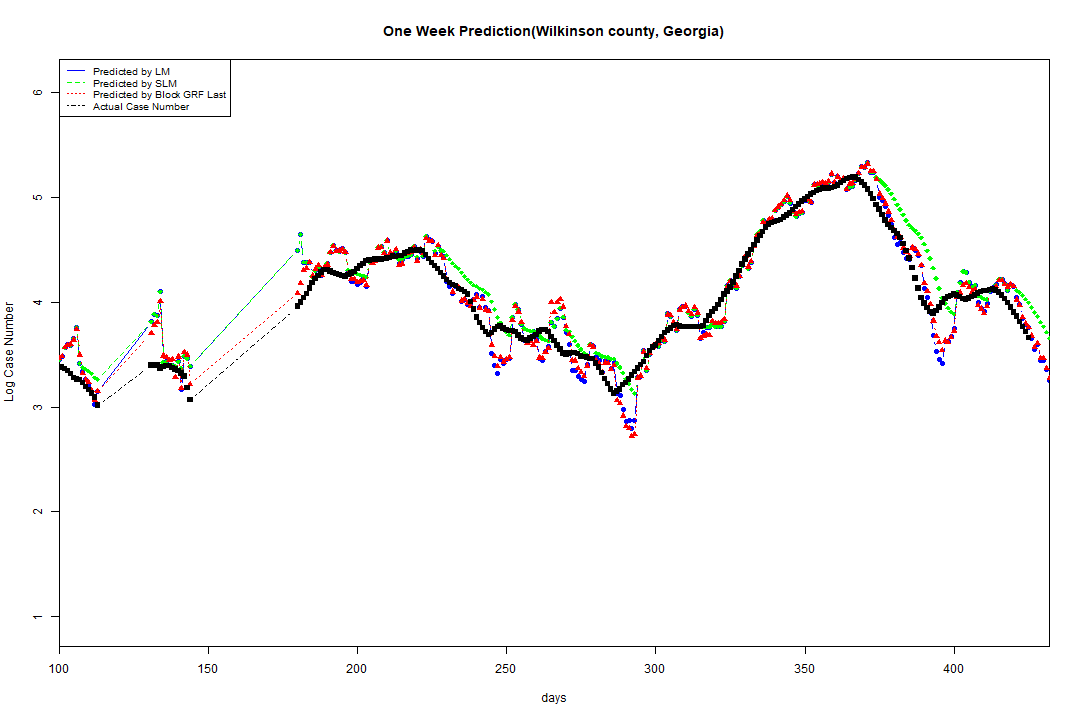 One Week Prediction(Wilkinson county, Georgia)
Predicted by LM
Predicted by SLM
Predicted by Block GRF Last
Actual Case Number
Log Case Number
6
5
4
3
2
1
100 150 200 250 300 350 400
days